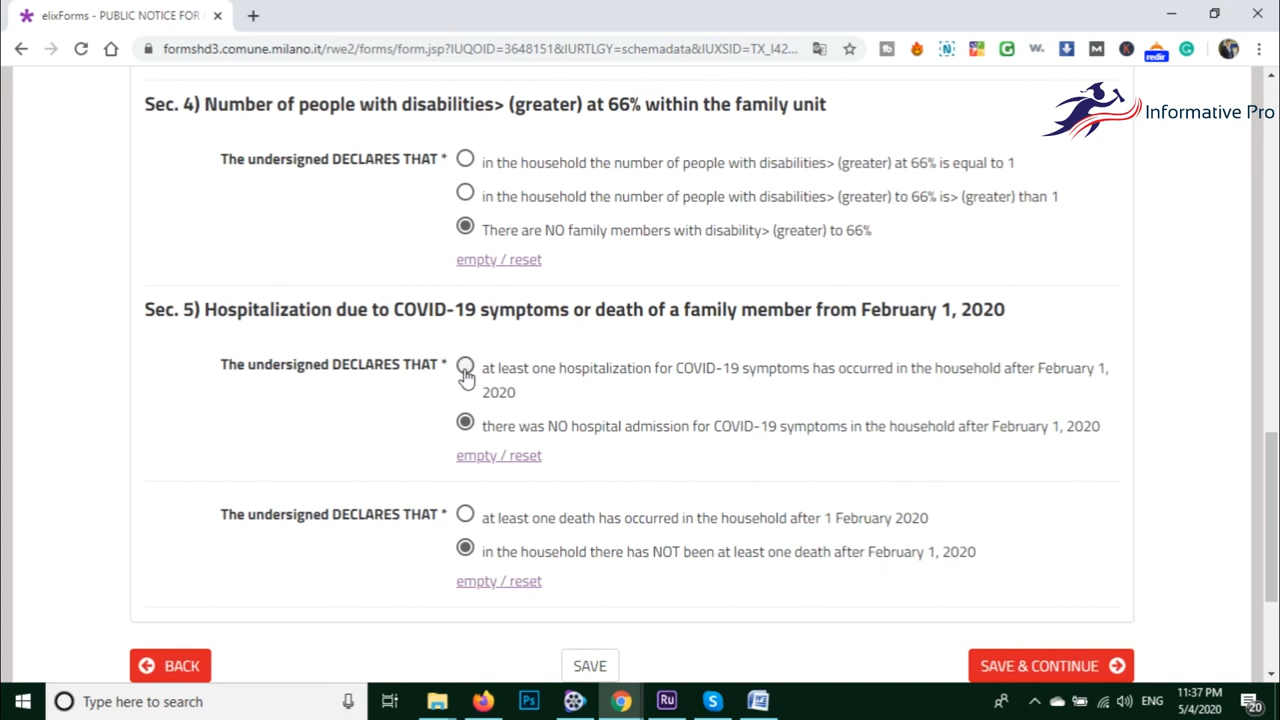 elixForms - PUBLIC NOTICE FOR
formshd3.comune.milano.it/rwe2/forms/form.jsp?IUQOID=3648151&IURTLGY=schemadata&IUXSID=TX_I42...
redir
Informative Pro
Sec. 4) Number of people with disabilities> (greater) at 66% within the family unit
The undersigned DECLARES THAT *
in the household the number of people with disabilities> (greater) at 66% is equal to 1
in the household the number of people with disabilities> (greater) to 66% is> (greater) than 1
There are NO family members with disability> (greater) to 66%
empty / reset
Sec. 5) Hospitalization due to COVID-19 symptoms or death of a family member from February 1, 2020
The undersigned DECLARES THAT *
at least one hospitalization for COVID-19 symptoms has occurred in the household after February 1,
2020
there was NO hospital admission for COVID-19 symptoms in the household after February 1, 2020
empty / reset
The undersigned DECLARES THAT *
at least one death has occurred in the household after 1 February 2020
in the household there has NOT been at least one death after February 1, 2020
empty / reset
BACK
SAVE
SAVE & CONTINUE
Type here to search
Ps
Ru
ENG
11:37 PM
5/4/2020
20